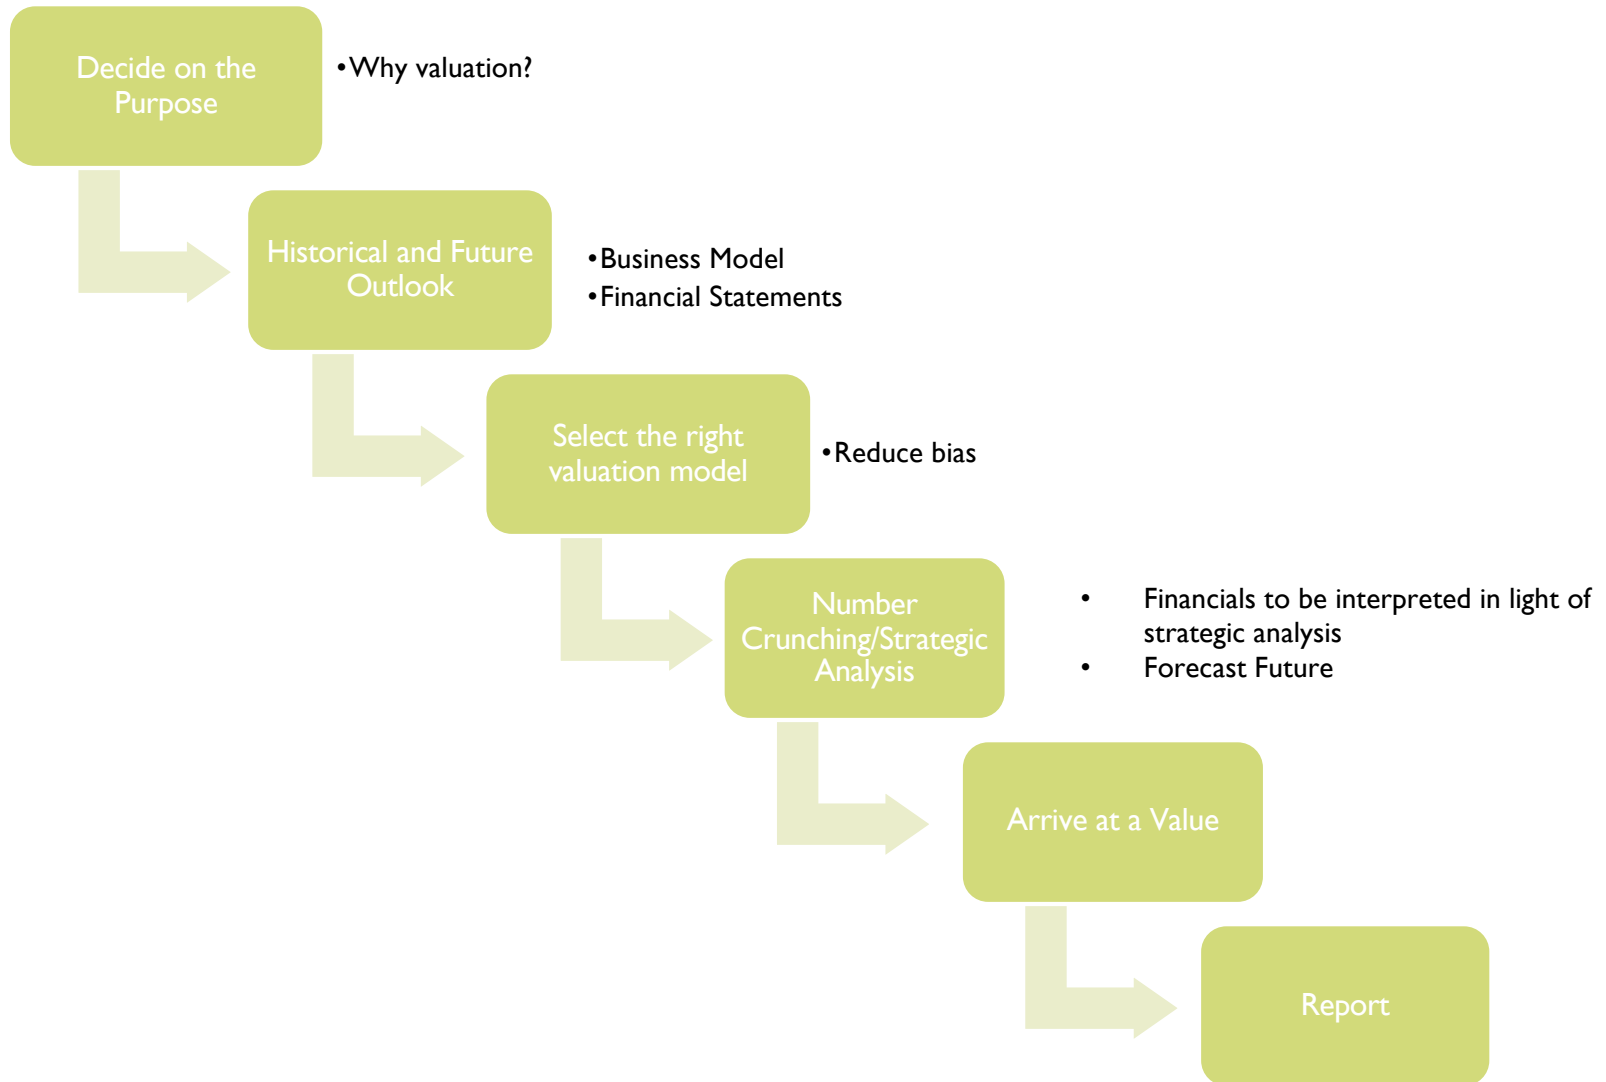 Decide on the
Purpose
•Why valuation?
Historical and Future
Outlook
•Business Model
•Financial Statements
Select the right
valuation model
•Reduce bias
Number
Crunching/Strategic
Analysis
• Financials to be interpreted in light of
strategic analysis
• Forecast Future
Arrive at a Value
Report